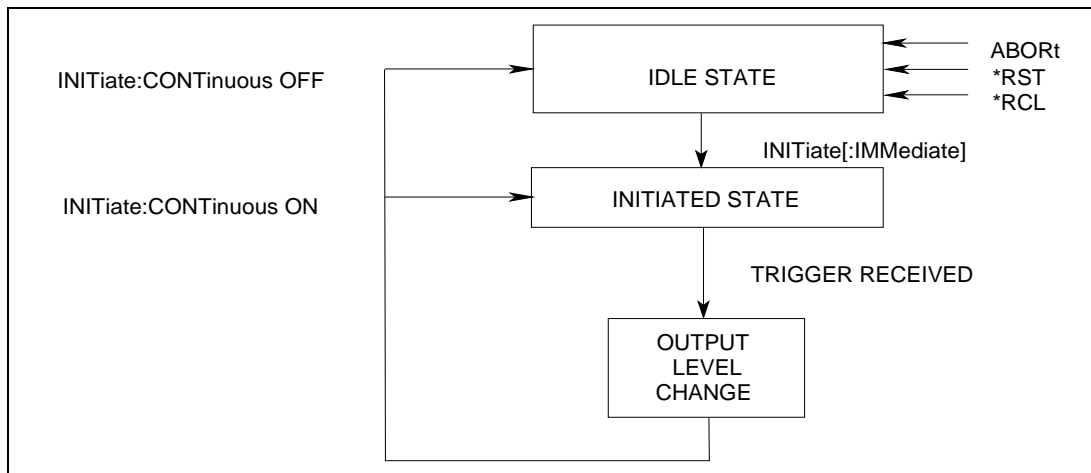 ABORt
INITiate:CONTinuous OFF
IDLE STATE
*RST
*RCL
INITiate[:IMMediate]
INITiate:CONTinuous ON
INITIATED STATE
TRIGGER RECEIVED
OUTPUT
LEVEL
CHANGE